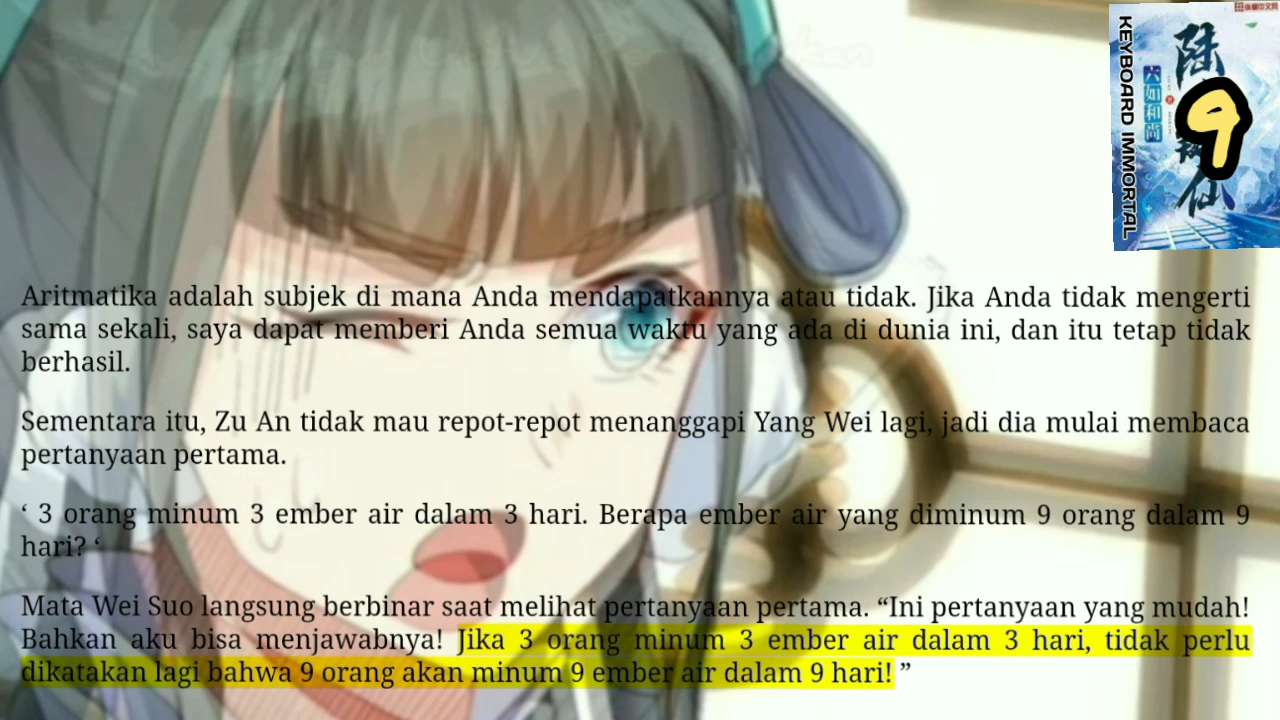 KEYBOARD IMMORTAL
六如和尚
9
Aritmatika adalah subjek di mana Anda mendapatkannya atau tidak. Jika Anda tidak mengerti
sama sekali, saya dapat memberi Anda semua waktu yang ada di dunia ini, dan itu tetap tidak
berhasil.
Sementara itu, Zu An tidak mau repot-repot menanggapi Yang Wei lagi, jadi dia mulai membaca
pertanyaan pertama.
‘ 3 orang minum 3 ember air dalam 3 hari. Berapa ember air yang diminum 9 orang dalam 9
hari? ‘
Mata Wei Suo langsung berbinar saat melihat pertanyaan pertama. “Ini pertanyaan yang mudah!
Bahkan aku bisa menjawabnya! Jika 3 orang minum 3 ember air dalam 3 hari, tidak perlu
dikatakan lagi bahwa 9 orang akan minum 9 ember air dalam 9 hari! ”